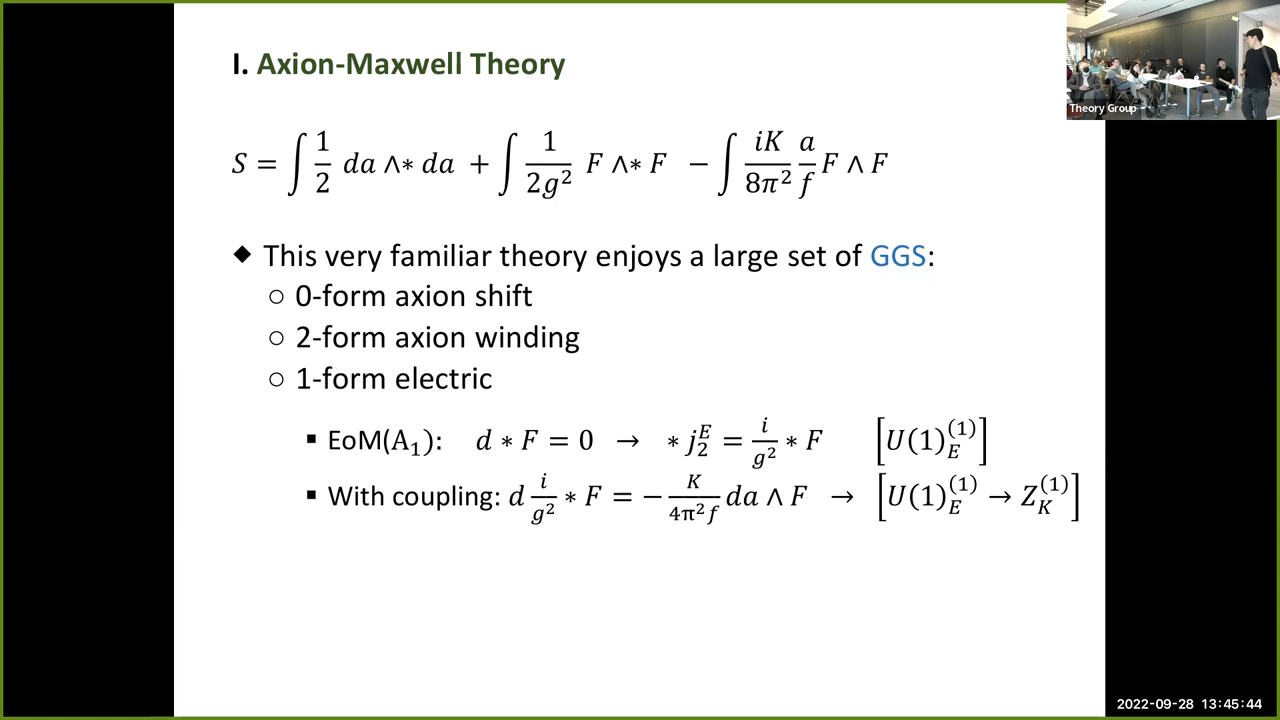 I. Axion-Maxwell Theory
S = ∫ 1/2 da ∧∗ da + ∫ 1/2g² F ∧∗ F − ∫ iK/8π² a/f F ∧ F
◆ This very familiar theory enjoys a large set of GGS:
○ 0-form axion shift
○ 2-form axion winding
○ 1-form electric
▪ EoM(A₁): d ∗ F = 0 → ∗ j₂ᴱ = i/g² ∗ F [U(1)_E^(1)]
▪ With coupling: d i/g² ∗ F = − K/4π²f da ∧ F → [U(1)_E^(1) → Z_K^(1)]
Theory Group
2022-09-28 13:45:44